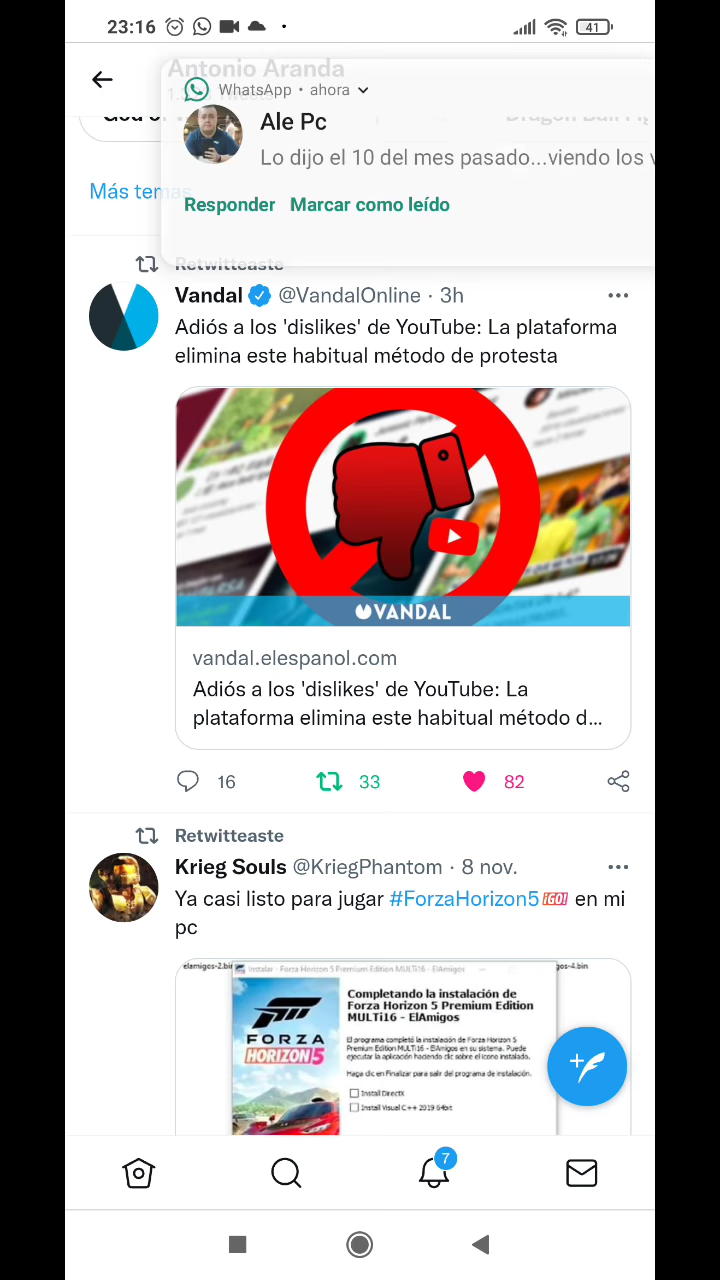 23:16
41
Antonio Aranda
WhatsApp • ahora
Ale Pc
Lo dijo el 10 del mes pasado...viendo los
Más temas
Responder Marcar como leído
Retwitteaste
Vandal @VandalOnline · 3h
Adiós a los 'dislikes' de YouTube: La plataforma
elimina este habitual método de protesta
VANDAL
vandal.elespanol.com
Adiós a los 'dislikes' de YouTube: La
plataforma elimina este habitual método d...
16 33 82
Retwitteaste
Krieg Souls @KriegPhantom · 8 nov.
Ya casi listo para jugar #ForzaHorizon5 ¡GO! en mi
pc
elamigos-2.bin
Instalar - Forza Horizon 5 Premium Edition MULTi16 - ElAmigos
gos-4.bin
Completando la instalación de
Forza Horizon 5 Premium Edition
MULTi16 - ElAmigos
FORZA
HORIZON 5
El programa completó la instalación de Forza Horizon 5
Premium Edition MULTi16 - ElAmigos en su sistema. Puede
ejecutar la aplicación haciendo clic sobre el icono instalado.
Haga clic en Finalizar para salir del programa de instalación.
Install DirectX
Install Visual C++ 2019 64bit
7